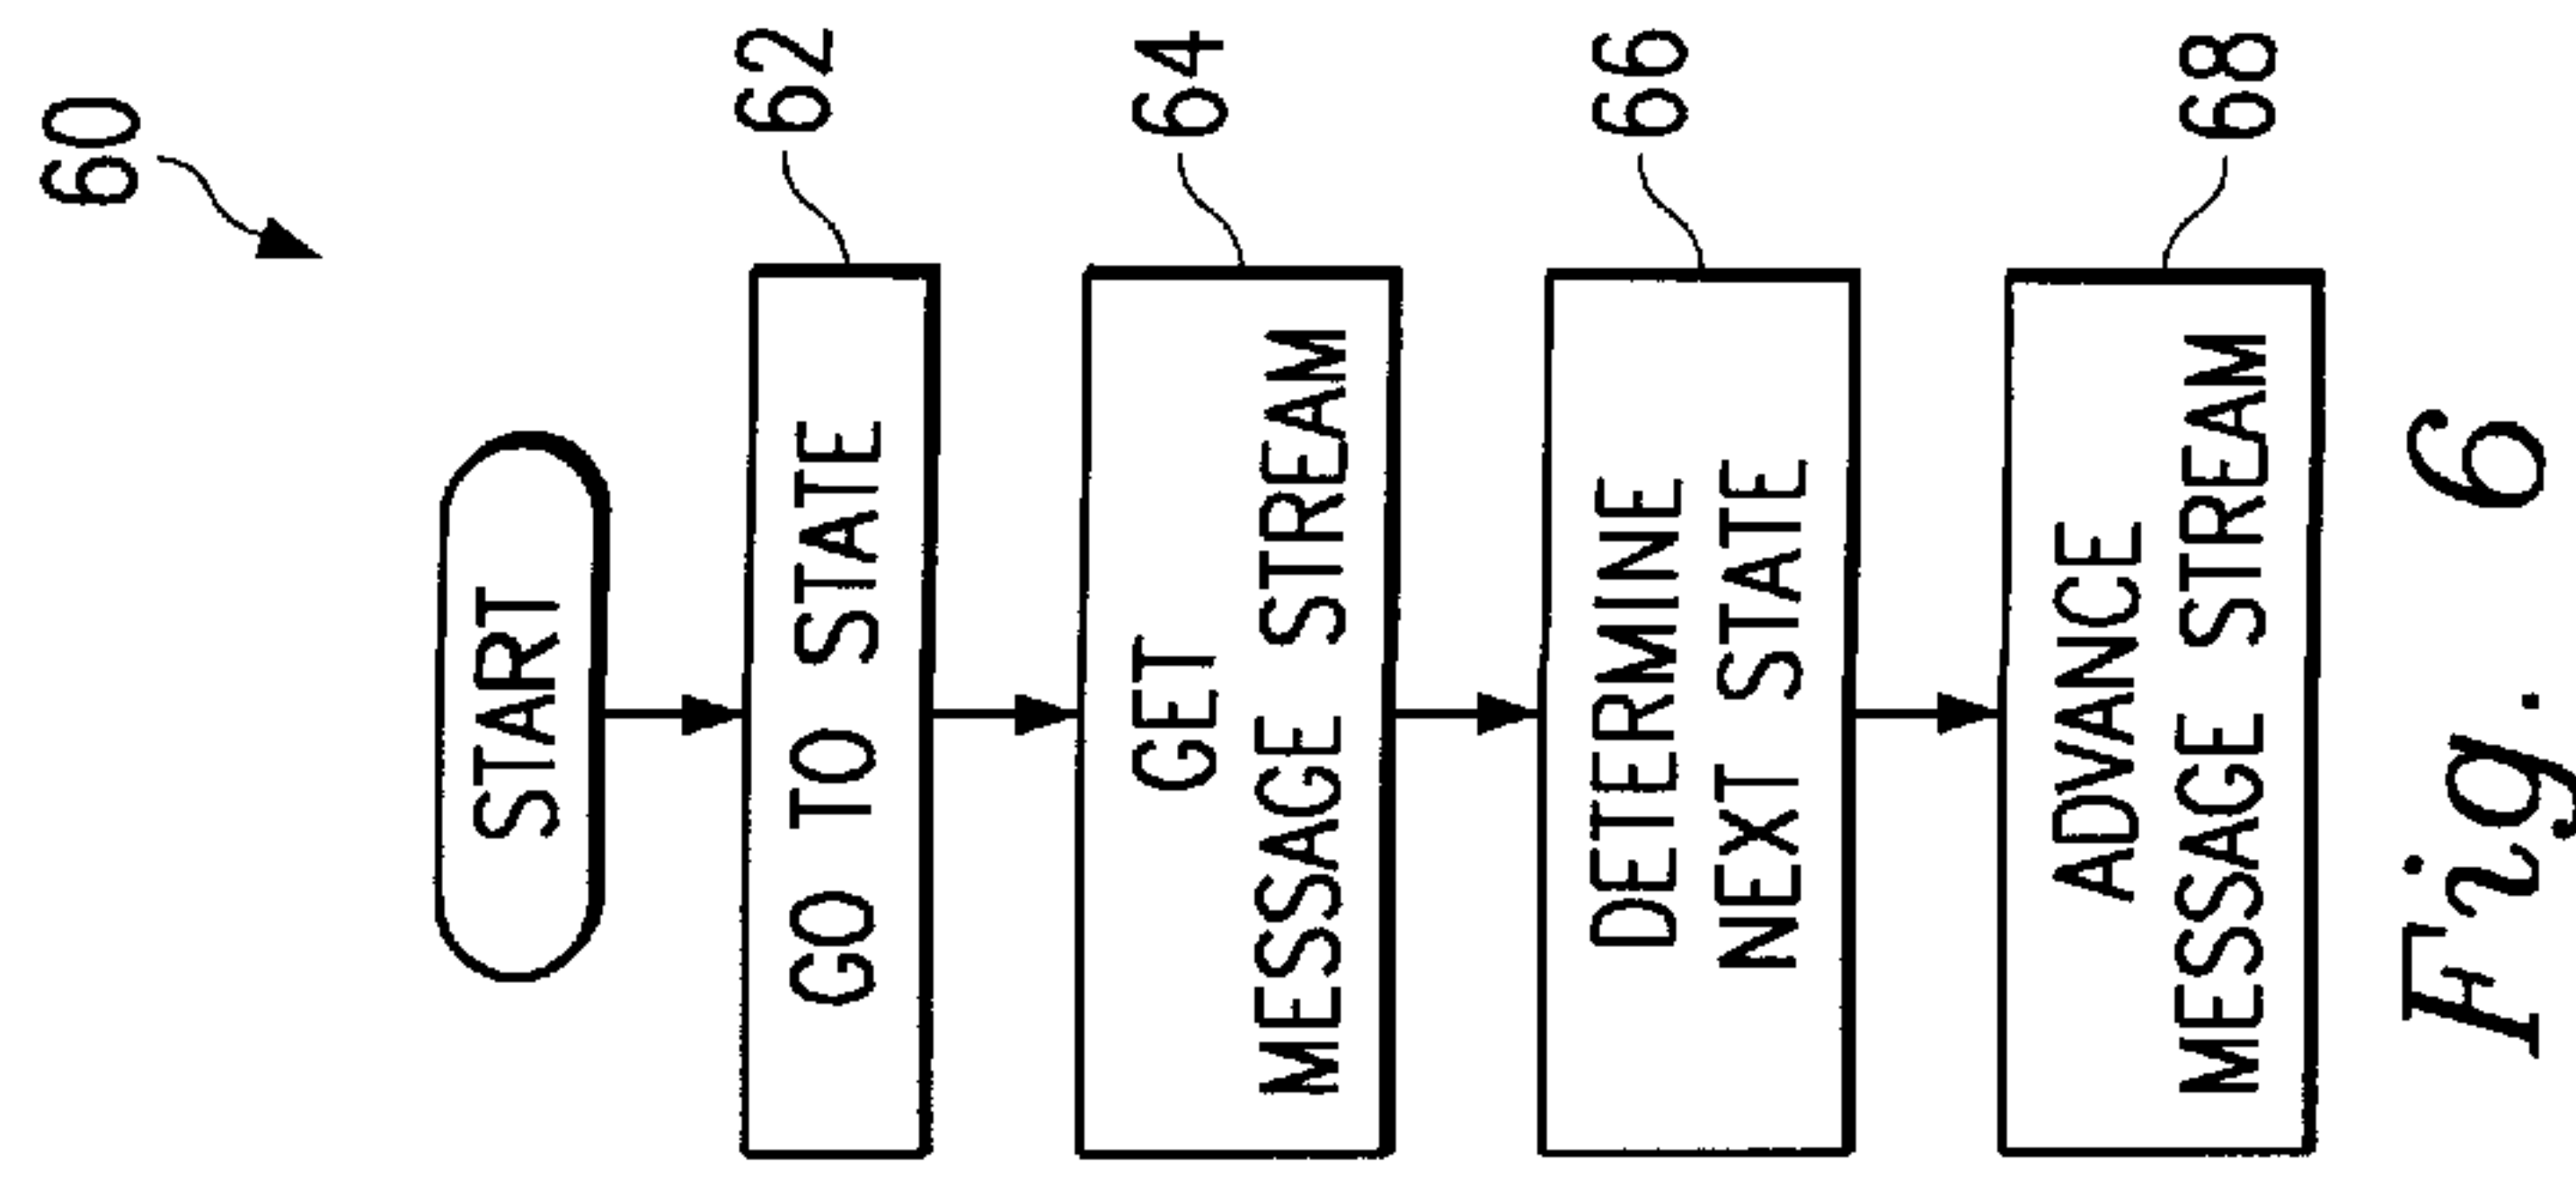 60
START
GO TO STATE
62
GET
MESSAGE STREAM
64
DETERMINE
NEXT STATE
66
ADVANCE
MESSAGE STREAM
68
Fig. 6